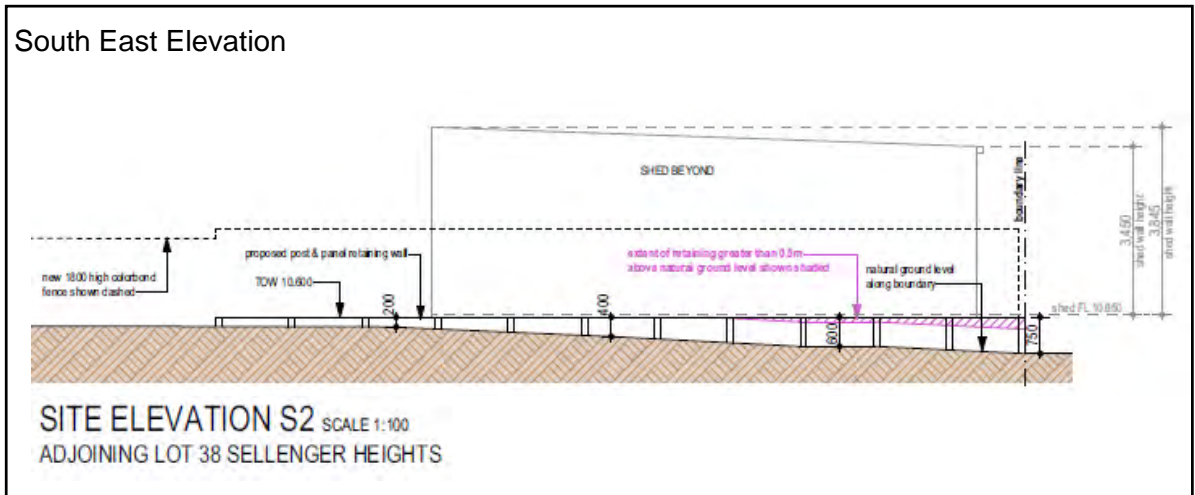 South East Elevation
SHED BEYOND
boundary line
3,450
shed wall height
3,845
shed wall height
proposed post & panel retaining wall
extent of retaining greater than 0.5m
above natural ground level shown shaded
new 1800 high colorbond
fence shown dashed
TOW 10.600
natural ground level
along boundary
shed FL 10.650
200
400
600
750
SITE ELEVATION S2 SCALE 1:100
ADJOINING LOT 38 SELLENGER HEIGHTS